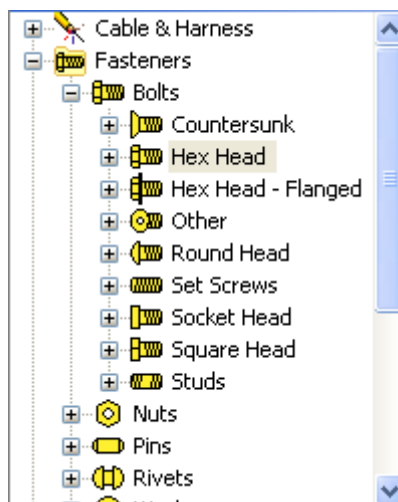 Cable & Harness
Fasteners
Bolts
Countersunk
Hex Head
Hex Head - Flanged
Other
Round Head
Set Screws
Socket Head
Square Head
Studs
Nuts
Pins
Rivets